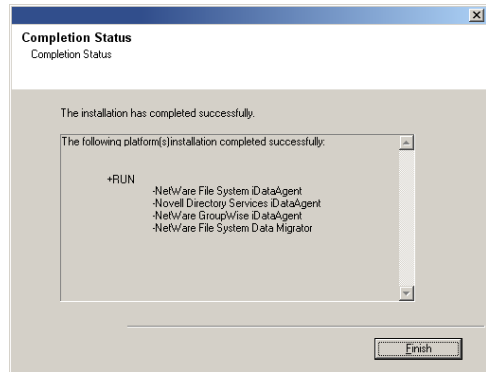 Completion Status
Completion Status
The installation has completed successfully.
The following platform(s)installation completed successfully:
+RUN
-NetWare File System iDataAgent
-Novell Directory Services iDataAgent
-NetWare GroupWise iDataAgent
-NetWare File System Data Migrator
Finish